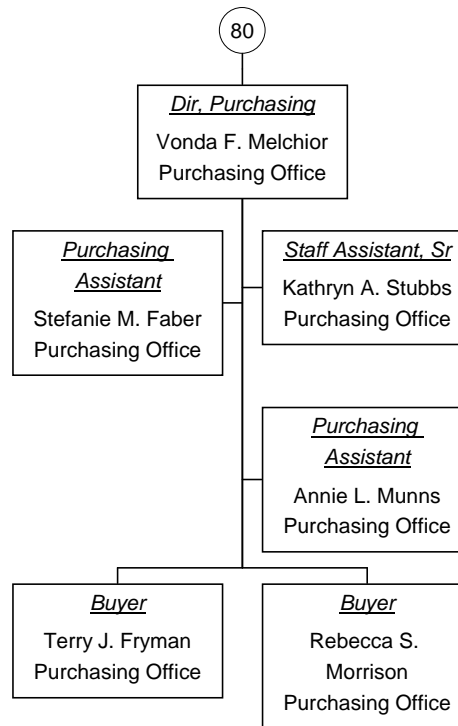 80
Dir, Purchasing
Vonda F. Melchior
Purchasing Office
Purchasing
Assistant
Stefanie M. Faber
Purchasing Office
Staff Assistant, Sr
Kathryn A. Stubbs
Purchasing Office
Purchasing
Assistant
Annie L. Munns
Purchasing Office
Buyer
Terry J. Fryman
Purchasing Office
Buyer
Rebecca S.
Morrison
Purchasing Office